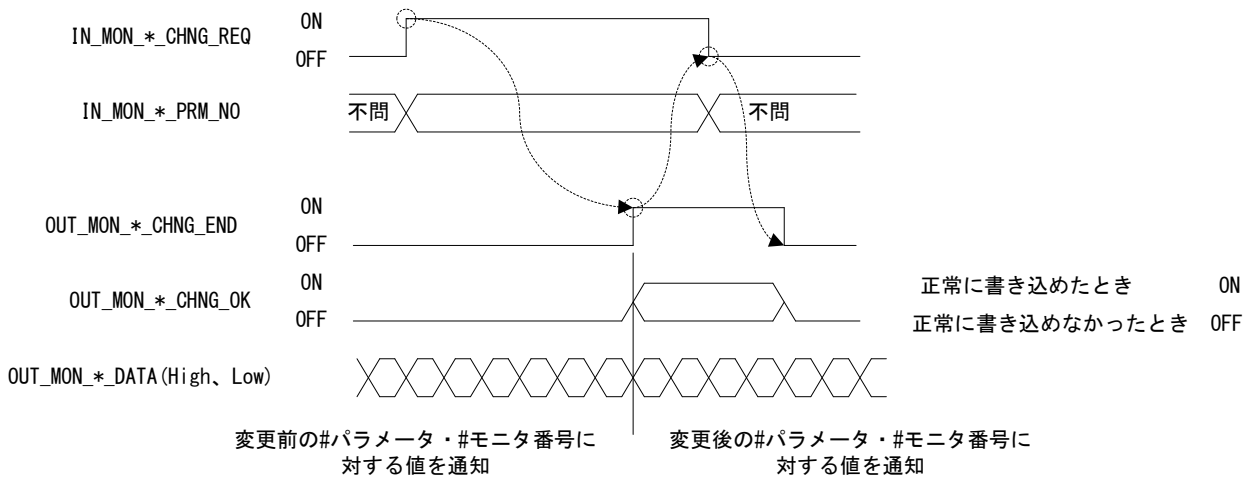 IN_MON_*_CHNG_REQ
ON
OFF
IN_MON_*_PRM_NO
不問
不問
OUT_MON_*_CHNG_END
ON
OFF
OUT_MON_*_CHNG_OK
ON
OFF
正常に書き込めたとき ON
正常に書き込めなかったとき OFF
OUT_MON_*_DATA(High、Low)
変更前の#パラメータ・#モニタ番号に
対する値を通知
変更後の#パラメータ・#モニタ番号に
対する値を通知